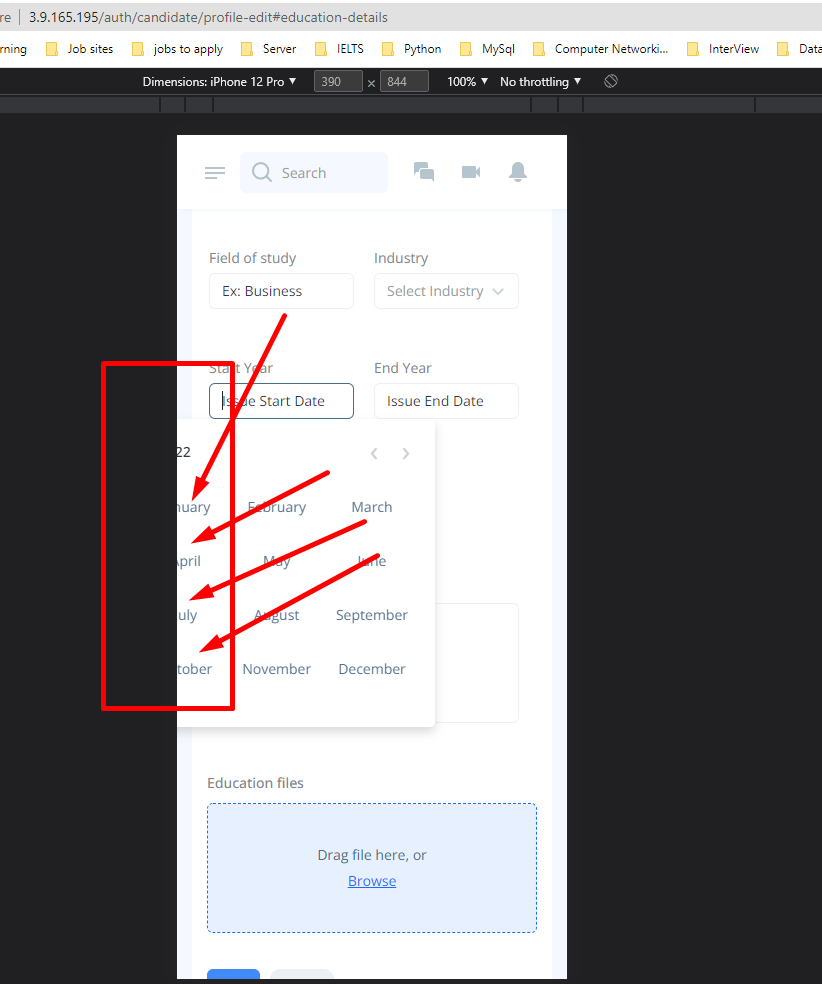 re 3.9.165.195/auth/candidate/profile-edit#education-details
rning Job sites jobs to apply Server IELTS Python MySql Computer Networki... InterView Data
Dimensions: iPhone 12 Pro ▼ 390 × 844 100% ▼ No throttling ▼
Search
Field of study Industry
Ex: Business Select Industry
Start Year End Year
Issue Start Date Issue End Date
22
nuary February March
April May June
uly August September
tober November December
Education files
Drag file here, or
Browse